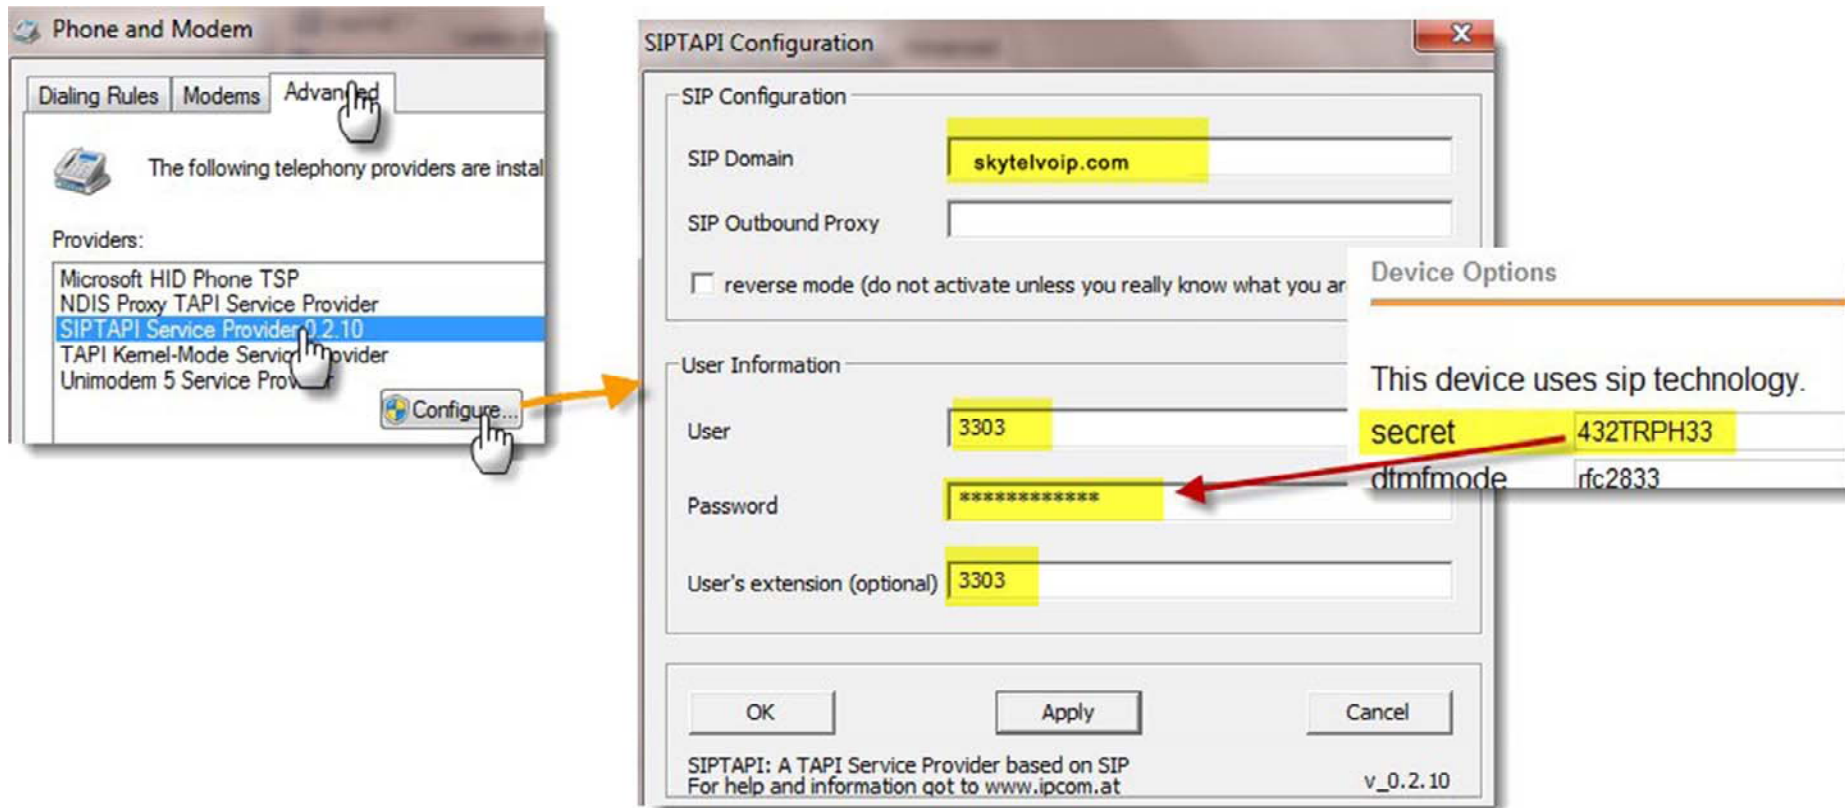 Phone and Modem
Dialing Rules
Modems
Advanced
The following telephony providers are instal
Providers:
Microsoft HID Phone TSP
NDIS Proxy TAPI Service Provider
SIPTAPI Service Provider 0.2.10
TAPI Kernel-Mode Service Provider
Unimodem 5 Service Provider
Configure...
SIPTAPI Configuration
SIP Configuration
SIP Domain
skytelvoip.com
SIP Outbound Proxy
reverse mode (do not activate unless you really know what you ar
User Information
User
3303
Password
************
User's extension (optional)
3303
OK
Apply
Cancel
SIPTAPI: A TAPI Service Provider based on SIP
For help and information got to www.ipcom.at
v_0.2.10
Device Options
This device uses sip technology.
secret
432TRPH33
dtmfmode
rfc2833